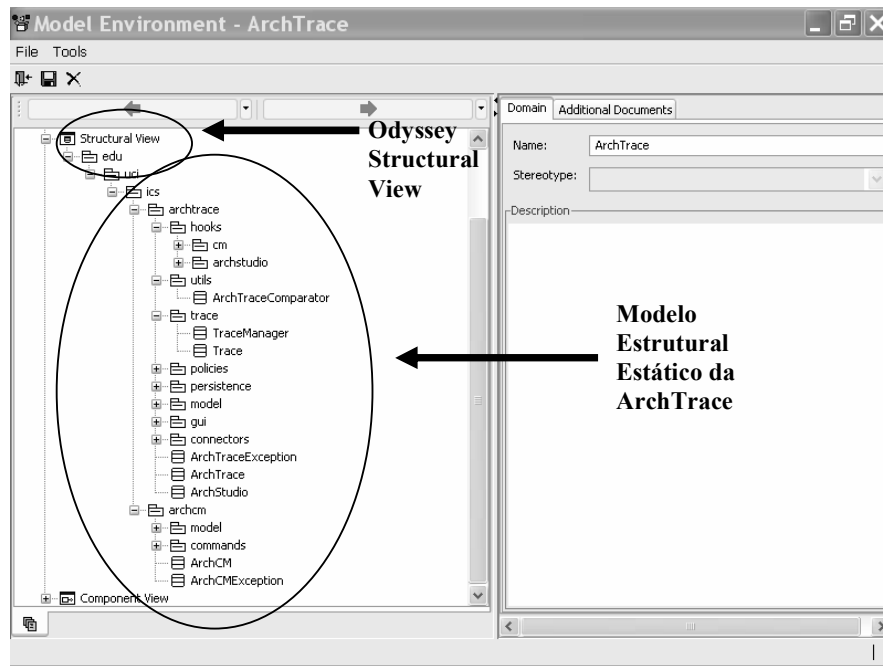 Model Environment - ArchTrace
File Tools
Structural View
edu
uci
ics
archtrace
hooks
cm
archstudio
utils
ArchTraceComparator
trace
TraceManager
Trace
policies
persistence
model
gui
connectors
ArchTraceException
ArchTrace
ArchStudio
archcm
model
commands
ArchCM
ArchCMException
Component View
Odyssey
Structural
View
Domain Additional Documents
Name: ArchTrace
Stereotype:
Description
Modelo
Estrutural
Estático da
ArchTrace